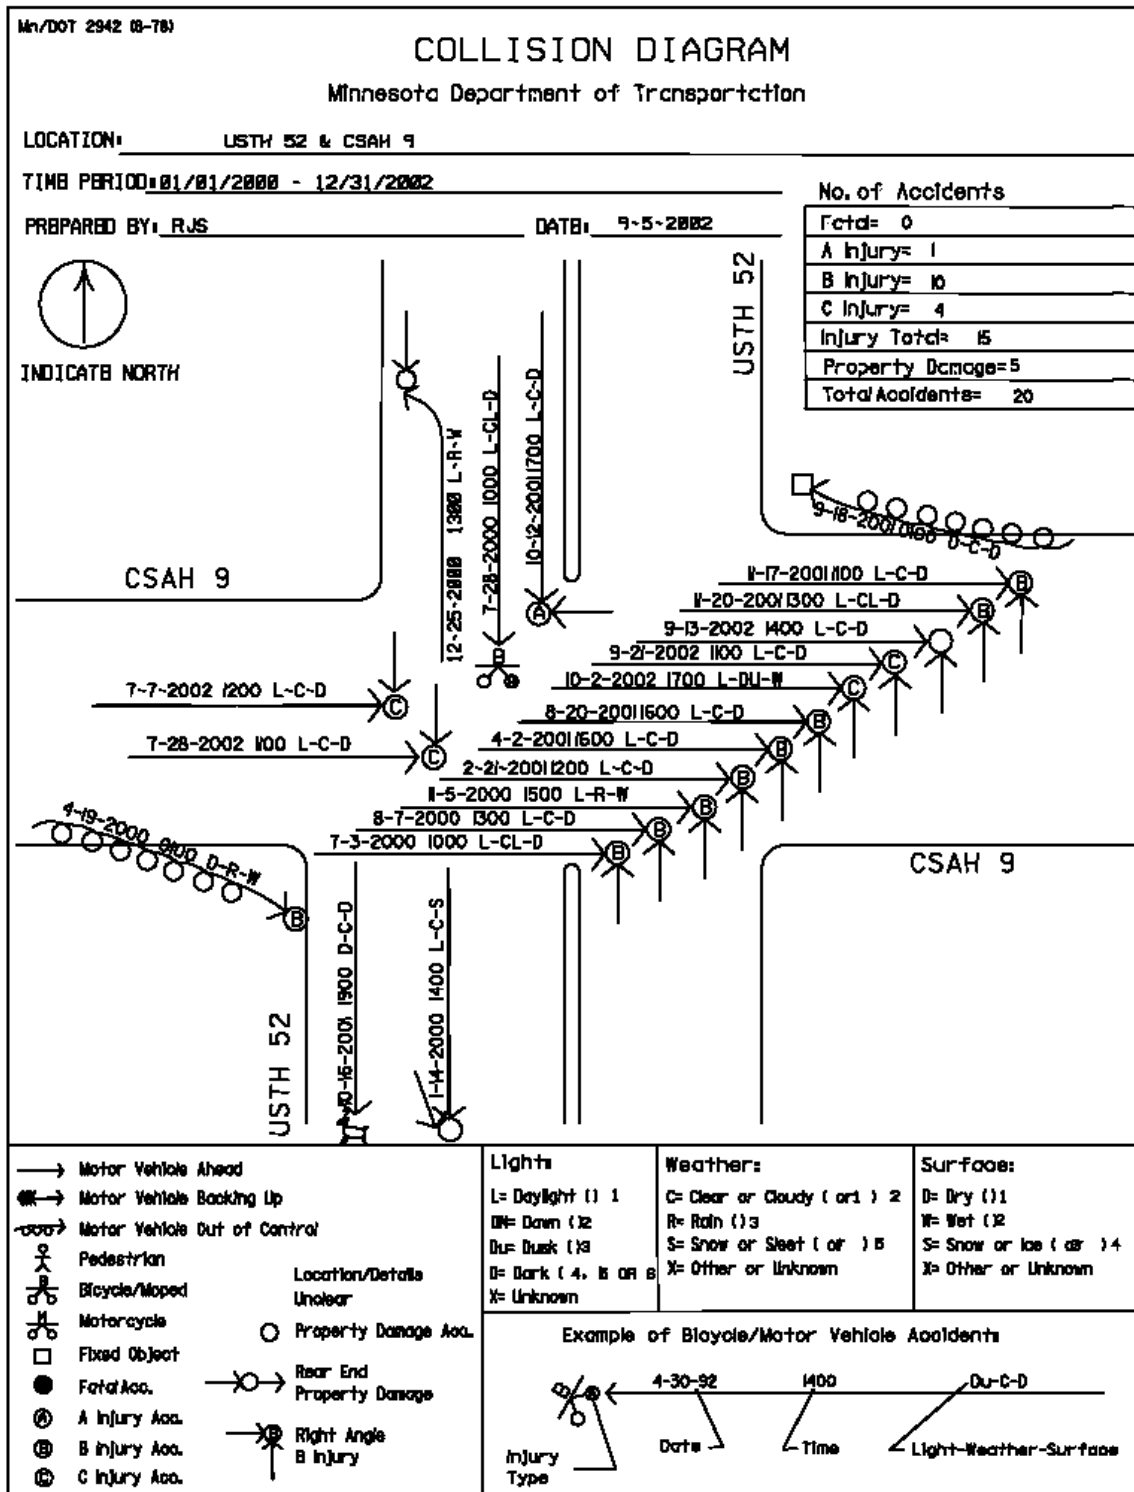 Mn/DOT 2942 (8-78)
COLLISION DIAGRAM
Minnesota Department of Transportation
LOCATION: USTH 52 & CSAH 9
TIME PERIOD: 01/01/2000 - 12/31/2002
PREPARED BY: RJS DATE: 9-5-2002
No. of Accidents
Fatal= 0
A Injury= 1
B Injury= 10
C Injury= 4
Injury Total= 15
Property Damage=5
Total Accidents= 20
INDICATE NORTH
USTH 52
CSAH 9
12-25-2000 1300 L-R-W
7-28-2000 1000 L-CL-D
B
10-12-2001 1700 L-C-D
A
9-18-2001 0100 D-C-D
11-17-2001 1100 L-C-D B
11-20-2001 1300 L-CL-D B
9-13-2002 1400 L-C-D
9-21-2002 1100 L-C-D C
10-2-2002 1700 L-DU-W C
7-7-2002 1200 L-C-D C
8-20-2001 1600 L-C-D B
7-28-2002 1100 L-C-D C
4-2-2001 1600 L-C-D B
2-21-2001 1200 L-C-D B
11-5-2000 1500 L-R-W B
8-7-2000 1300 L-C-D B
7-3-2000 1000 L-CL-D B
4-19-2000 0100 D-R-W B
CSAH 9
USTH 52
10-16-2001 1900 D-C-D
1-14-2000 1400 L-C-S
Motor Vehicle Ahead
Motor Vehicle Backing Up
Motor Vehicle Out of Control
Pedestrian
B Bicycle/Moped
M Motorcycle
Fixed Object
Fatal Acc.
A A Injury Acc.
B B Injury Acc.
C C Injury Acc.
Location/Details
Unclear
Property Damage Acc.
Rear End
Property Damage
B Right Angle
B Injury
Light:
L= Daylight () 1
DN= Dawn ()2
Du= Dusk ()3
D= Dark ( 4, 5 OR 6
X= Unknown
Weather:
C= Clear or Cloudy ( or1 ) 2
R= Rain ()3
S= Snow or Sleet ( or ) 5
X= Other or Unknown
Surface:
D= Dry ()1
W= Wet ()2
S= Snow or Ice ( or ) 4
X= Other or Unknown
Example of Bicycle/Motor Vehicle Accident:
B 4-30-92 1400 Du-C-D
Injury
Type
Date
Time
Light-Weather-Surface